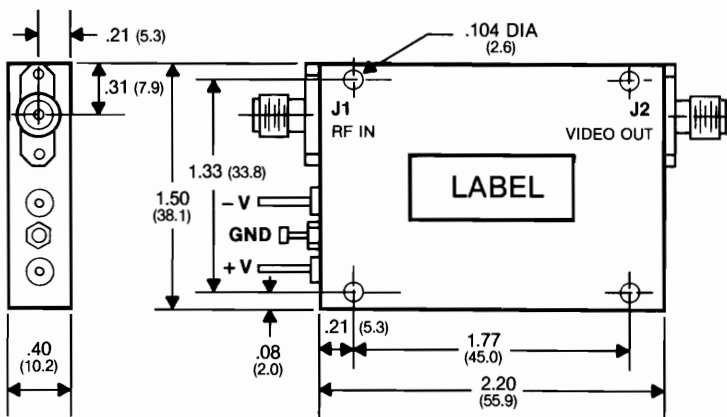 .21 (5.3)
.31 (7.9)
.104 DIA
(2.6)
J1
RF IN
J2
VIDEO OUT
1.33 (33.8)
1.50
(38.1)
LABEL
–V
GND
+V
.40
(10.2)
.08
(2.0)
.21 (5.3)
1.77
(45.0)
2.20
(55.9)